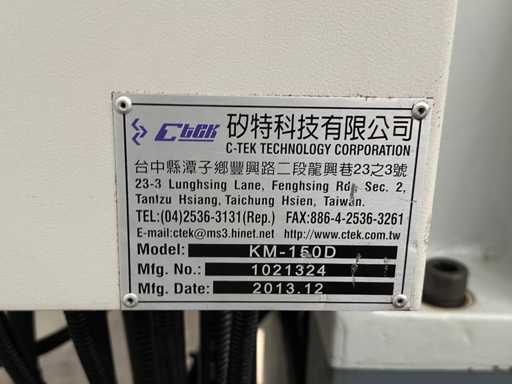 Ctek 矽特科技有限公司
C-TEK TECHNOLOGY CORPORATION
台中縣潭子鄉豐興路二段龍興巷23之3號
23-3 Lunghsing Lane, Fenghsing Rd., Sec. 2,
Tantzu Hsiang, Taichung Hsien, Taiwan.
TEL:(04)2536-3131(Rep.) FAX:886-4-2536-3261
E-mail:ctek@ms3.hinet.net http://www.ctek.com.tw
Model: KM-150D
Mfg. No.: 1021324
Mfg. Date: 2013.12